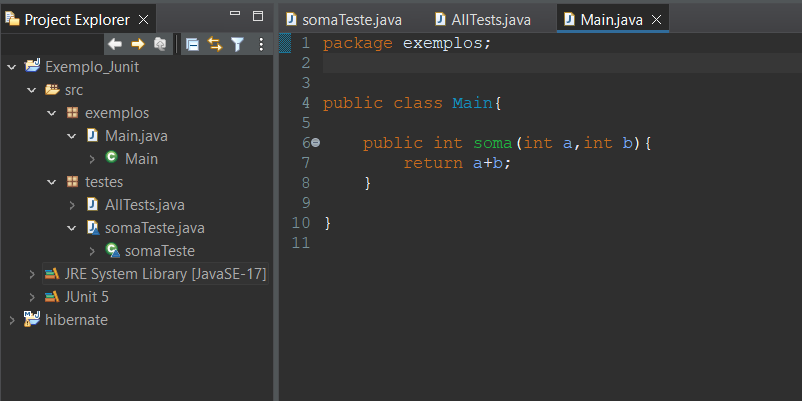 Project Explorer
Exemplo_Junit
src
exemplos
Main.java
Main
testes
AllTests.java
somaTeste.java
somaTeste
JRE System Library [JavaSE-17]
JUnit 5
hibernate
somaTeste.java AllTests.java Main.java
1 package exemplos;
2
3
4 public class Main{
5
6 public int soma(int a,int b){
7 return a+b;
8 }
9
10 }
11